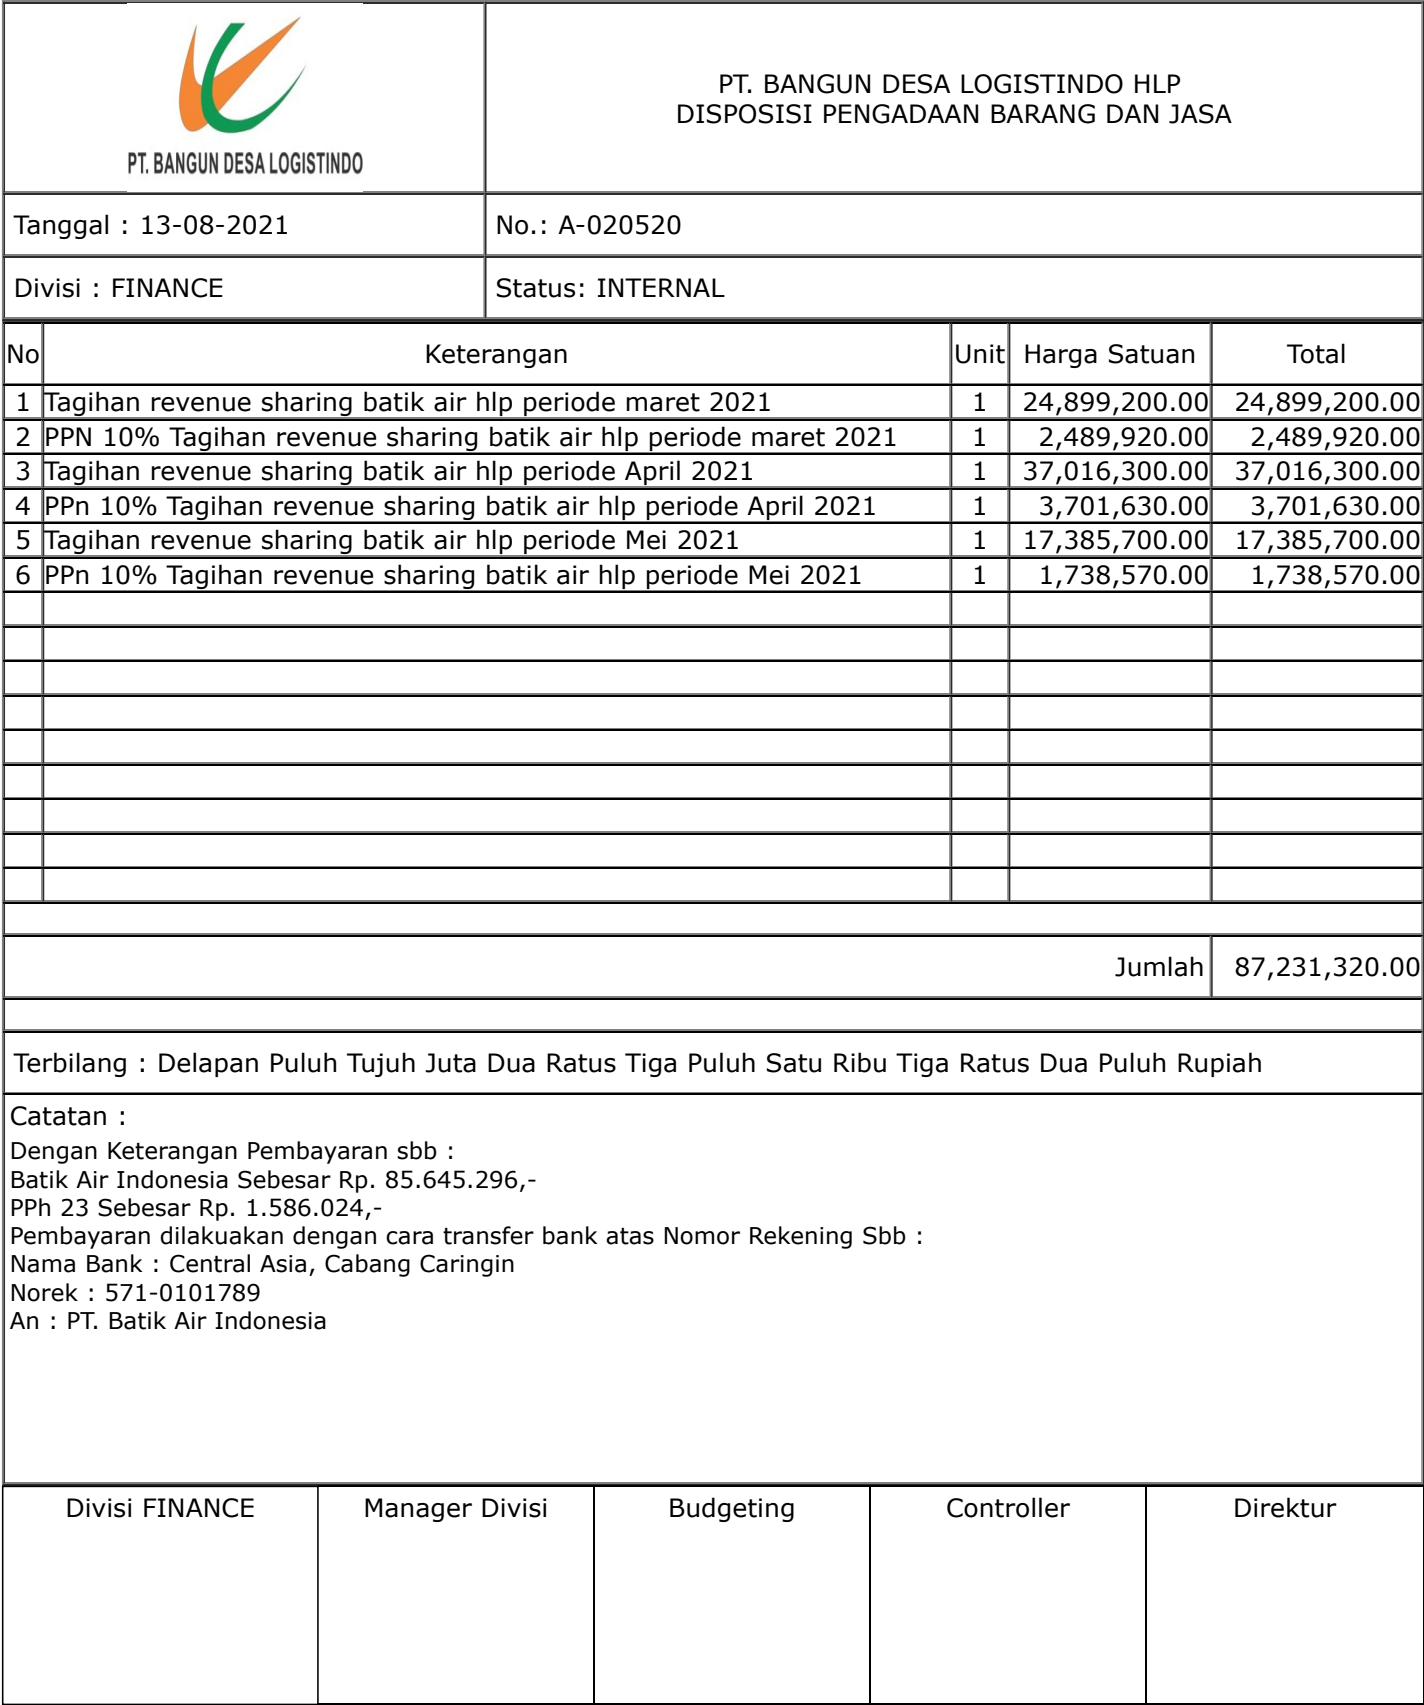 PT. BANGUN DESA LOGISTINDO
PT. BANGUN DESA LOGISTINDO HLP
DISPOSISI PENGADAAN BARANG DAN JASA
Tanggal : 13-08-2021 No.: A-020520
Divisi : FINANCE Status: INTERNAL
No Keterangan Unit Harga Satuan Total
1 Tagihan revenue sharing batik air hlp periode maret 2021 1 24,899,200.00 24,899,200.00
2 PPN 10% Tagihan revenue sharing batik air hlp periode maret 2021 1 2,489,920.00 2,489,920.00
3 Tagihan revenue sharing batik air hlp periode April 2021 1 37,016,300.00 37,016,300.00
4 PPn 10% Tagihan revenue sharing batik air hlp periode April 2021 1 3,701,630.00 3,701,630.00
5 Tagihan revenue sharing batik air hlp periode Mei 2021 1 17,385,700.00 17,385,700.00
6 PPn 10% Tagihan revenue sharing batik air hlp periode Mei 2021 1 1,738,570.00 1,738,570.00
Jumlah 87,231,320.00
Terbilang : Delapan Puluh Tujuh Juta Dua Ratus Tiga Puluh Satu Ribu Tiga Ratus Dua Puluh Rupiah
Catatan :
Dengan Keterangan Pembayaran sbb :
Batik Air Indonesia Sebesar Rp. 85.645.296,-
PPh 23 Sebesar Rp. 1.586.024,-
Pembayaran dilakuakan dengan cara transfer bank atas Nomor Rekening Sbb :
Nama Bank : Central Asia, Cabang Caringin
Norek : 571-0101789
An : PT. Batik Air Indonesia
Divisi FINANCE Manager Divisi Budgeting Controller Direktur